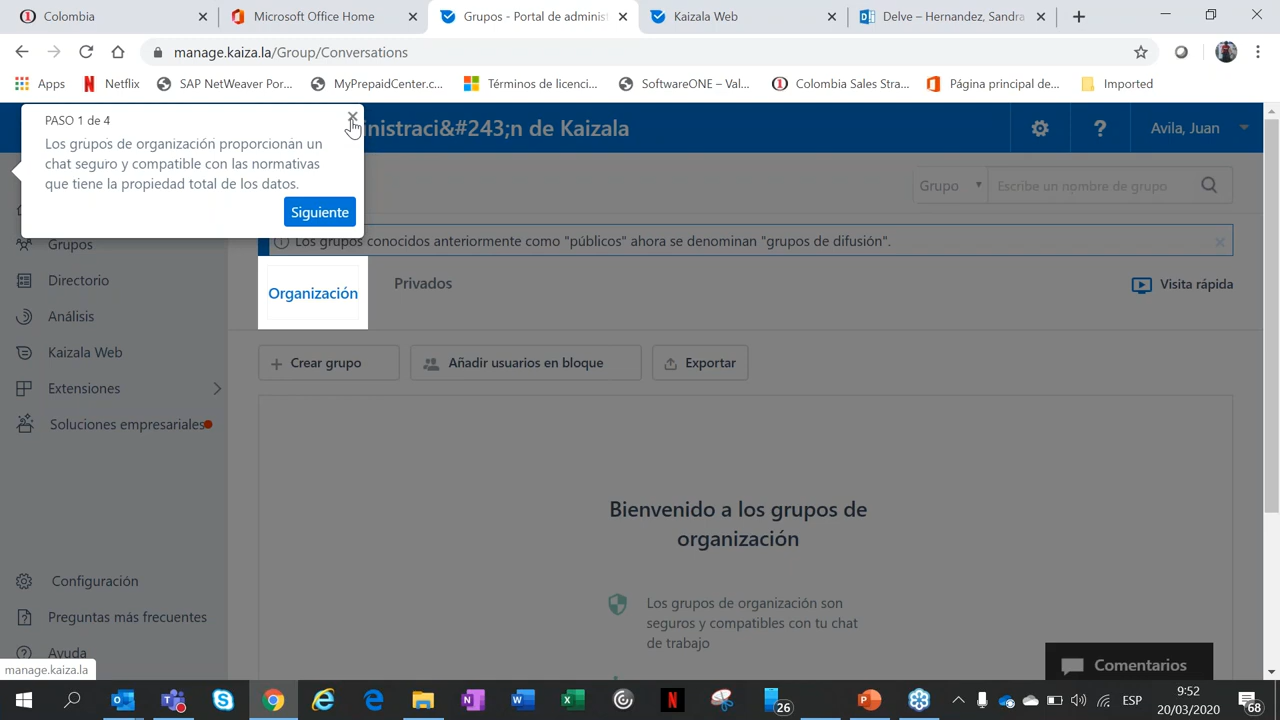 Colombia
Microsoft Office Home
Grupos - Portal de administ
Kaizala Web
Delve – Hernandez, Sandra
manage.kaiza.la/Group/Conversations
Apps
Netflix
SAP NetWeaver Por...
MyPrepaidCenter.c...
Términos de licenci...
SoftwareONE – Val...
Colombia Sales Stra...
Página principal de...
Imported
PASO 1 de 4
Los grupos de organización proporcionan un
chat seguro y compatible con las normativas
que tiene la propiedad total de los datos.
Siguiente
inistraci&#243;n de Kaizala
?
Avila, Juan
Grupo
Escribe un nombre de grupo
Los grupos conocidos anteriormente como "públicos" ahora se denominan "grupos de difusión".
Grupos
Directorio
Análisis
Kaizala Web
Extensiones
Soluciones empresariales
Configuración
Preguntas más frecuentes
Ayuda
Organización
Privados
Visita rápida
Crear grupo
Añadir usuarios en bloque
Exportar
Bienvenido a los grupos de
organización
Los grupos de organización son
seguros y compatibles con tu chat
de trabajo
Comentarios
manage.kaiza.la
26
ESP
9:52
20/03/2020
68